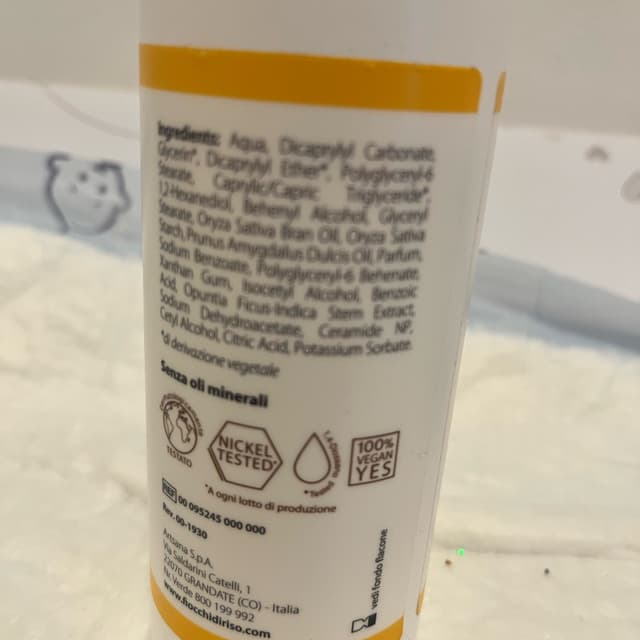 Ingredients: Aqua, Dicaprylyl Carbonate,
Glycerin*, Dicaprylyl Ether*, Polyglyceryl-6
Stearate, Caprylic/Capric Triglyceride*,
1,2-Hexanediol, Behenyl Alcohol, Glyceryl
Stearate, Oryza Sativa Bran Oil, Oryza Sativa
Starch, Prunus Amygdalus Dulcis Oil, Parfum,
Sodium Benzoate, Polyglyceryl-6 Behenate,
Xanthan Gum, Isocetyl Alcohol, Benzoic
Acid, Opuntia Ficus-Indica Stem Extract,
Sodium Dehydroacetate, Ceramide NP,
Cetyl Alcohol, Citric Acid, Potassium Sorbate.
*di derivazione vegetale
Senza oli minerali
TESTATO
NICKEL
TESTED*
100%
VEGAN
YES
*A ogni lotto di produzione
REF 00 095245 000 000
Rev. 00-1930
Artsana S.p.A.
Via Saldarini Catelli, 1
22070 GRANDATE (CO) - Italia
N. Verde 800 199 992
www.diocchidiriso.com
vedi fondo flacone